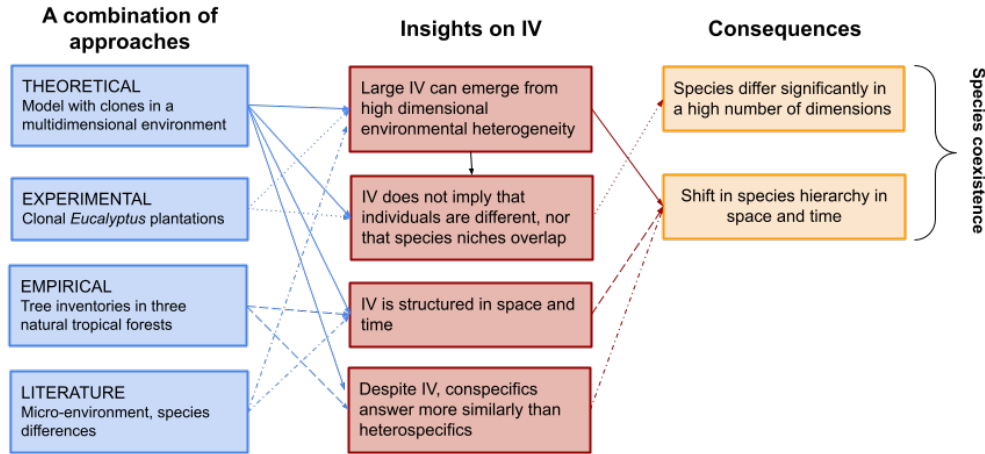 A combination of
approaches
Insights on IV
Consequences
THEORETICAL
Model with clones in a
multidimensional environment
EXPERIMENTAL
Clonal Eucalyptus plantations
EMPIRICAL
Tree inventories in three
natural tropical forests
LITERATURE
Micro-environment, species
differences
Large IV can emerge from
high dimensional
environmental heterogeneity
IV does not imply that
individuals are different, nor
that species niches overlap
IV is structured in space and
time
Despite IV, conspecifics
answer more similarly than
heterospecifics
Species differ significantly in
a high number of dimensions
Shift in species hierarchy in
space and time
Species coexistence